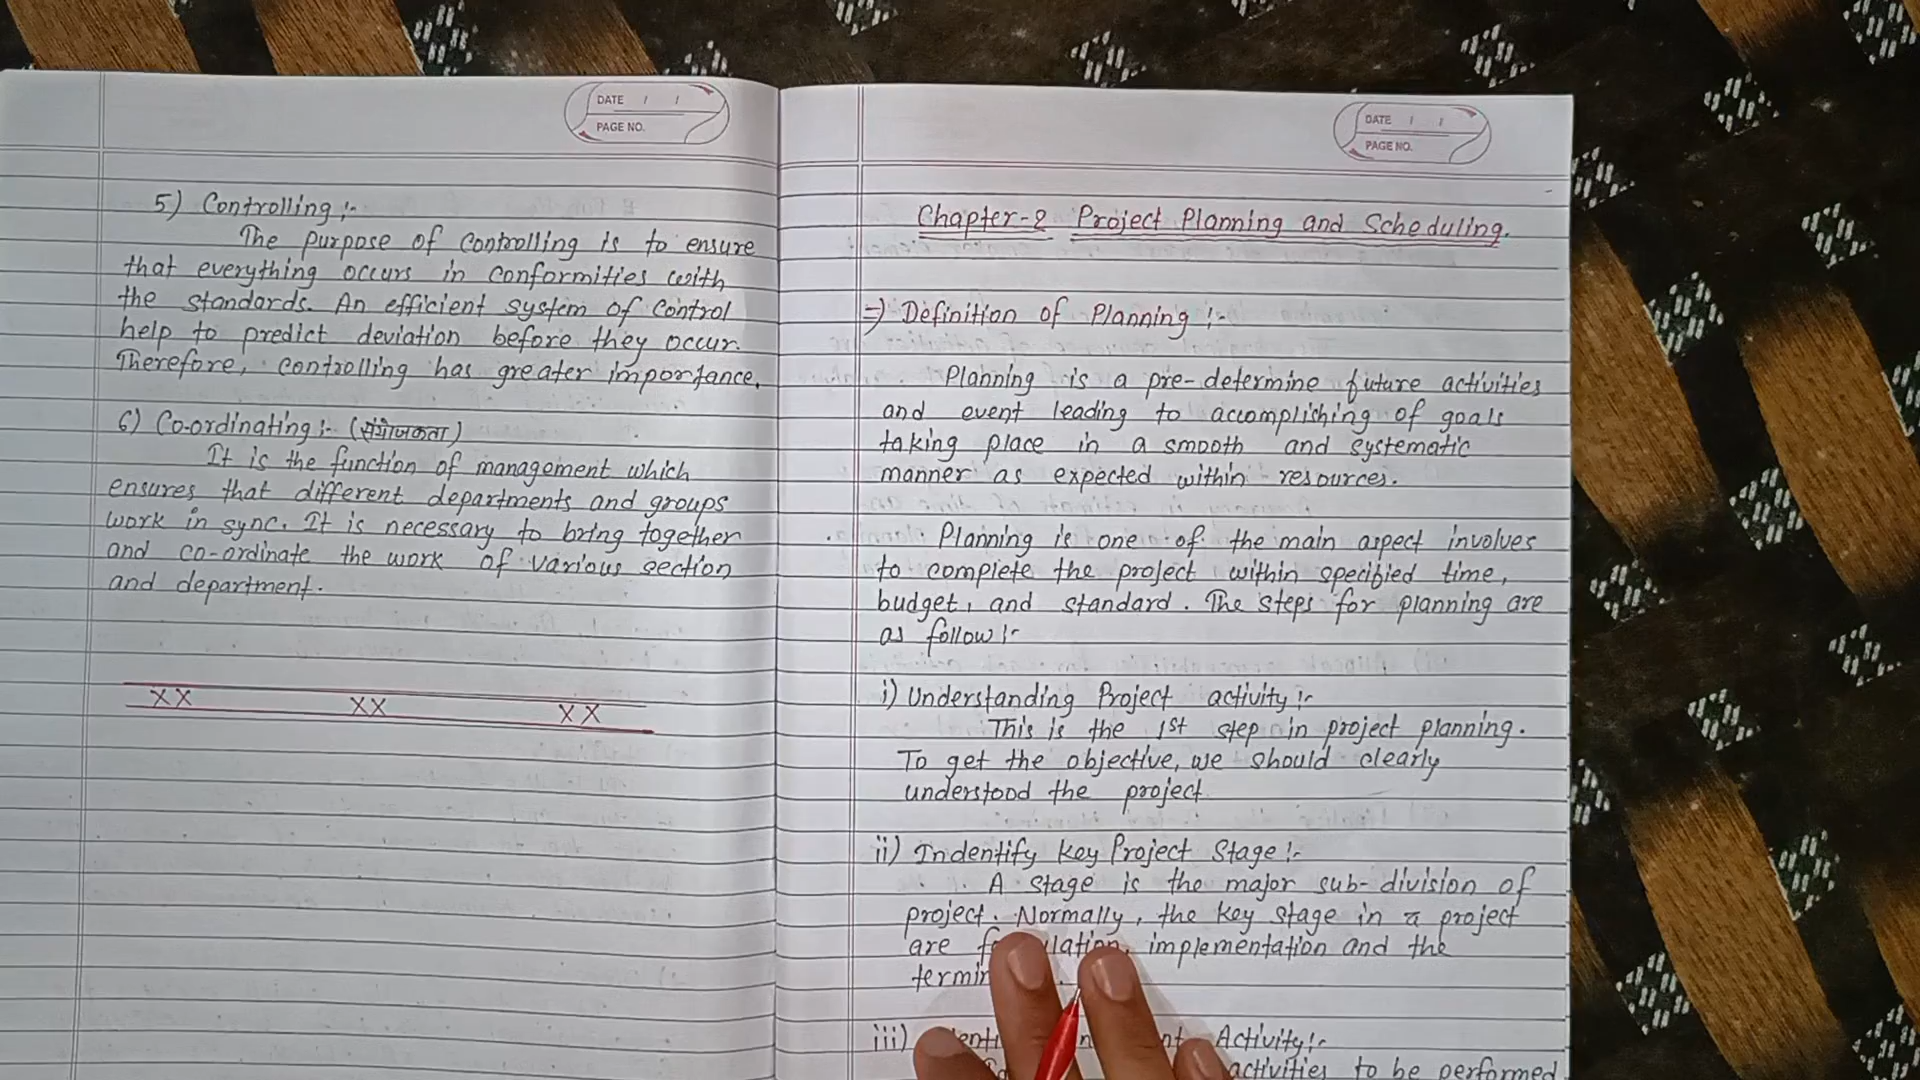 DATE / /
PAGE NO.
5) Controlling :-
The purpose of controlling is to ensure
that everything occurs in conformities with
the standards. An efficient system of control
help to predict deviation before they occur.
Therefore, controlling has greater importance.
6) Co-ordinating :- (संयोजकता)
It is the function of management which
ensures that different departments and groups
work in sync. It is necessary to bring together
and co-ordinate the work of various section
and department.
XX XX XX
DATE / /
PAGE NO.
Chapter-2 Project Planning and Scheduling.
=) Definition of Planning :-
Planning is a pre-determine future activities
and event leading to accomplishing of goals
taking place in a smooth and systematic
manner as expected within resources.
Planning is one of the main aspect involves
to complete the project within specified time,
budget, and standard. The steps for planning are
as follow :-
i) Understanding Project activity :-
This is the 1st step in project planning.
To get the objective, we should clearly
understood the project
ii) Indentify key Project Stage :-
A stage is the major sub-division of
project. Normally, the key stage in a project
are implementation and the
iii) Activity :-
activities to be performed